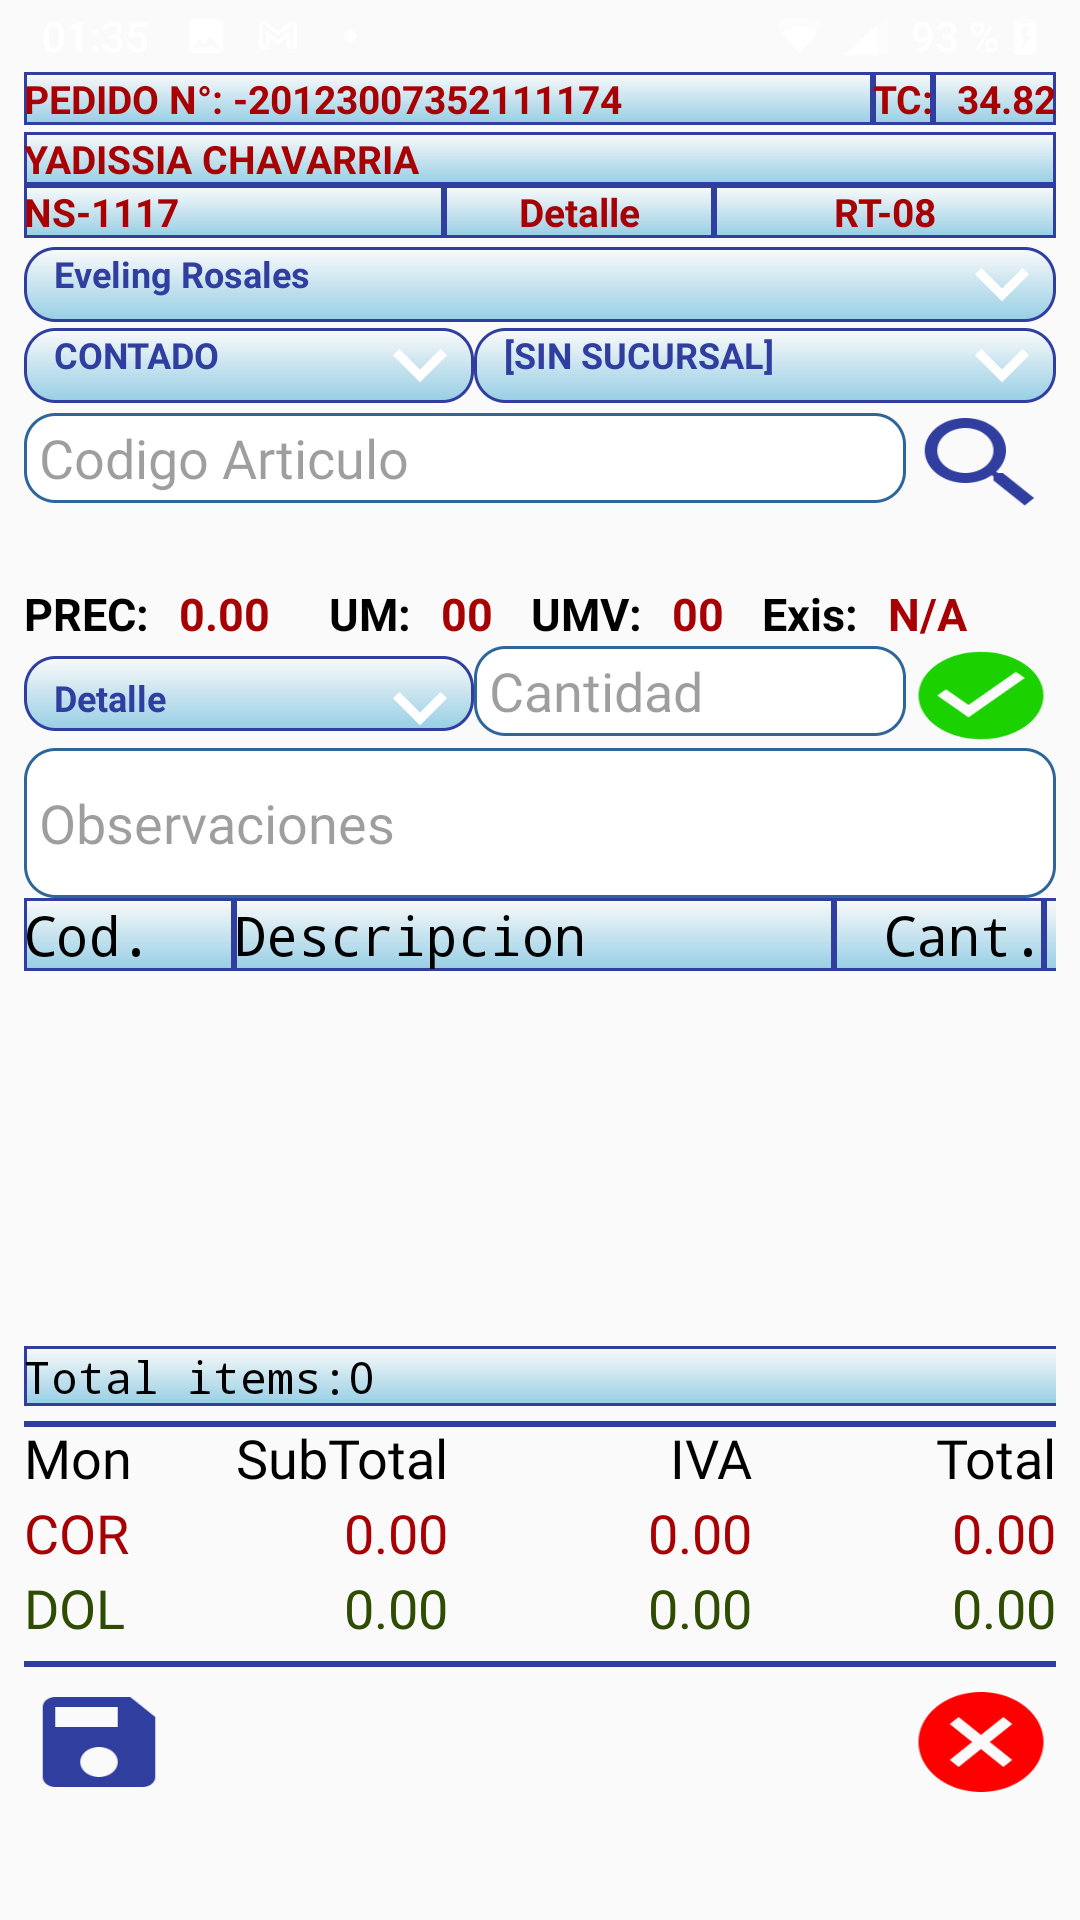 01:35 93 %
PEDIDO N°: -20123007352111174 TC: 34.82
YADISSIA CHAVARRIA
NS-1117 Detalle RT-08
Eveling Rosales
CONTADO [SIN SUCURSAL]
Codigo Articulo
PREC: 0.00 UM: 00 UMV: 00 Exis: N/A
Detalle Cantidad
Observaciones
Cod. Descripcion Cant.
Total items:0
Mon SubTotal IVA Total
COR 0.00 0.00 0.00
DOL 0.00 0.00 0.00